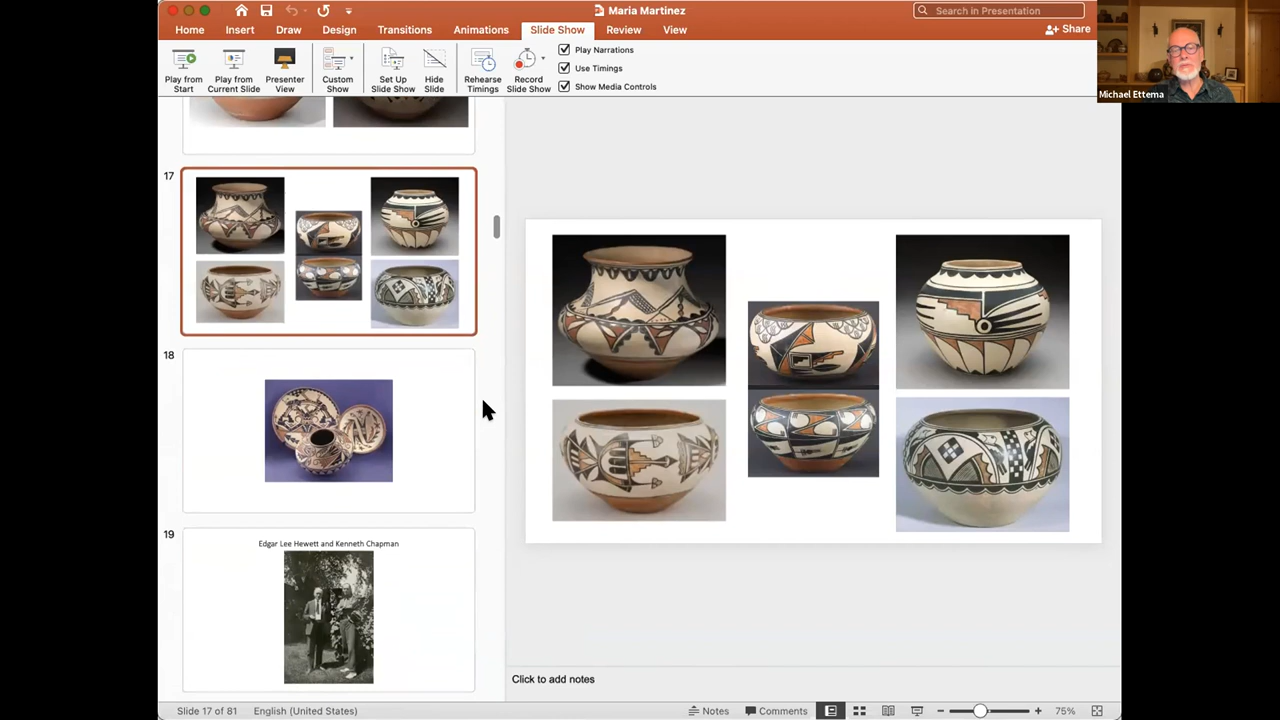 Maria Martinez
Search in Presentation
Home Insert Draw Design Transitions Animations Slide Show Review View
Share
Play from Start
Play from Current Slide
Presenter View
Custom Show
Set Up Slide Show
Hide Slide
Rehearse Timings
Record Slide Show
Play Narrations
Use Timings
Show Media Controls
Michael Ettema
17
18
19
Edgar Lee Hewett and Kenneth Chapman
Click to add notes
Slide 17 of 81 English (United States) Notes Comments 75%